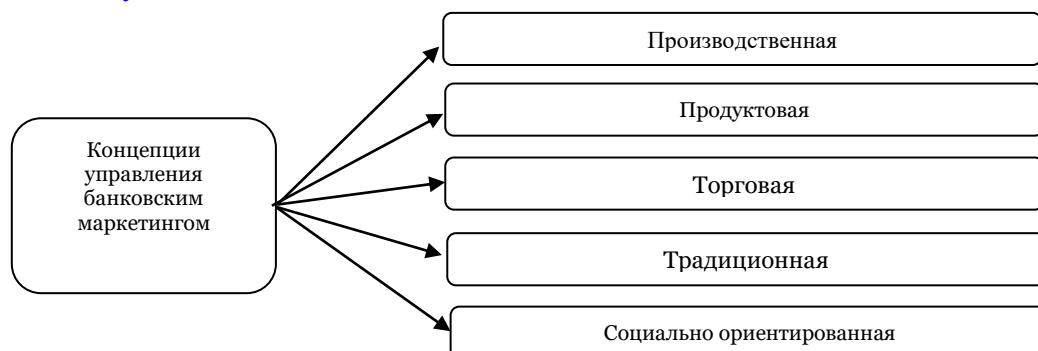 Концепции
управления
банковским
маркетингом
Производственная
Продуктовая
Торговая
Традиционная
Социально ориентированная